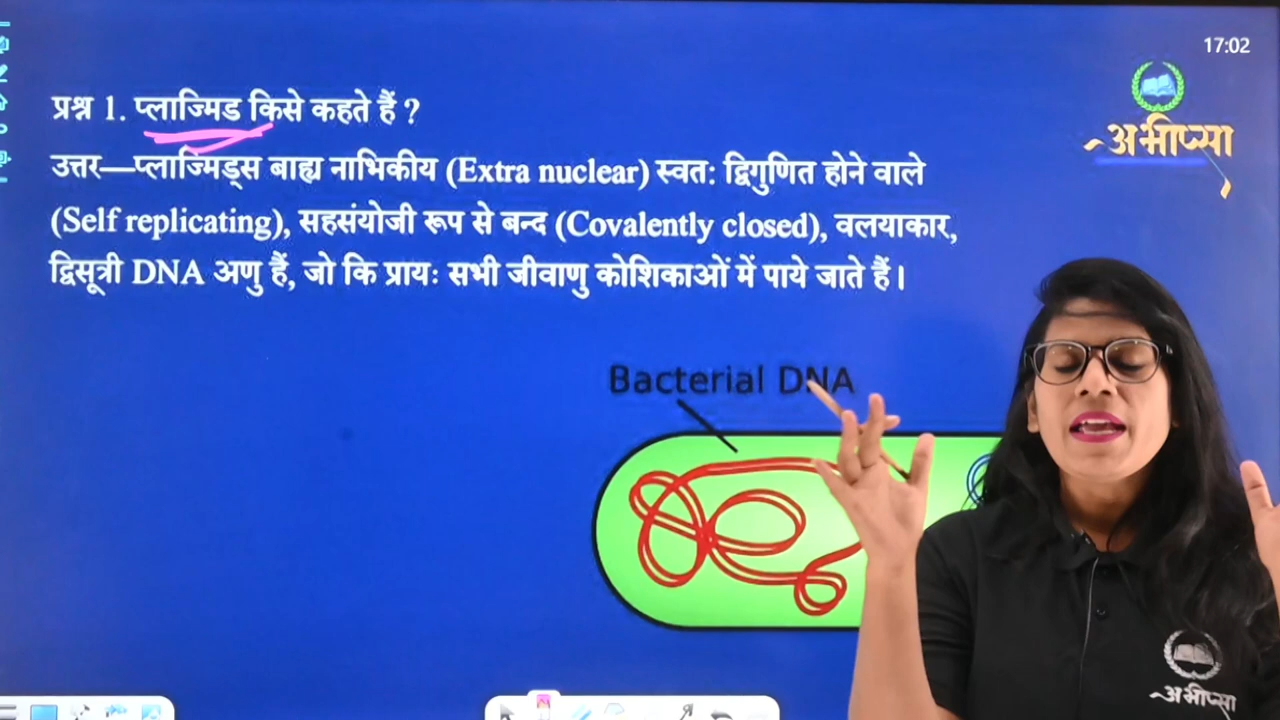 17:02
अभीप्सा
प्रश्न 1. प्लाज्मिड किसे कहते हैं ?
उत्तर—प्लाज्मिड्स बाह्य नाभिकीय (Extra nuclear) स्वत: द्विगुणित होने वाले
(Self replicating), सहसंयोजी रूप से बन्द (Covalently closed), वलयाकार,
द्विसूत्री DNA अणु हैं, जो कि प्रायः सभी जीवाणु कोशिकाओं में पाये जाते हैं।
Bacterial DNA
अभीप्सा